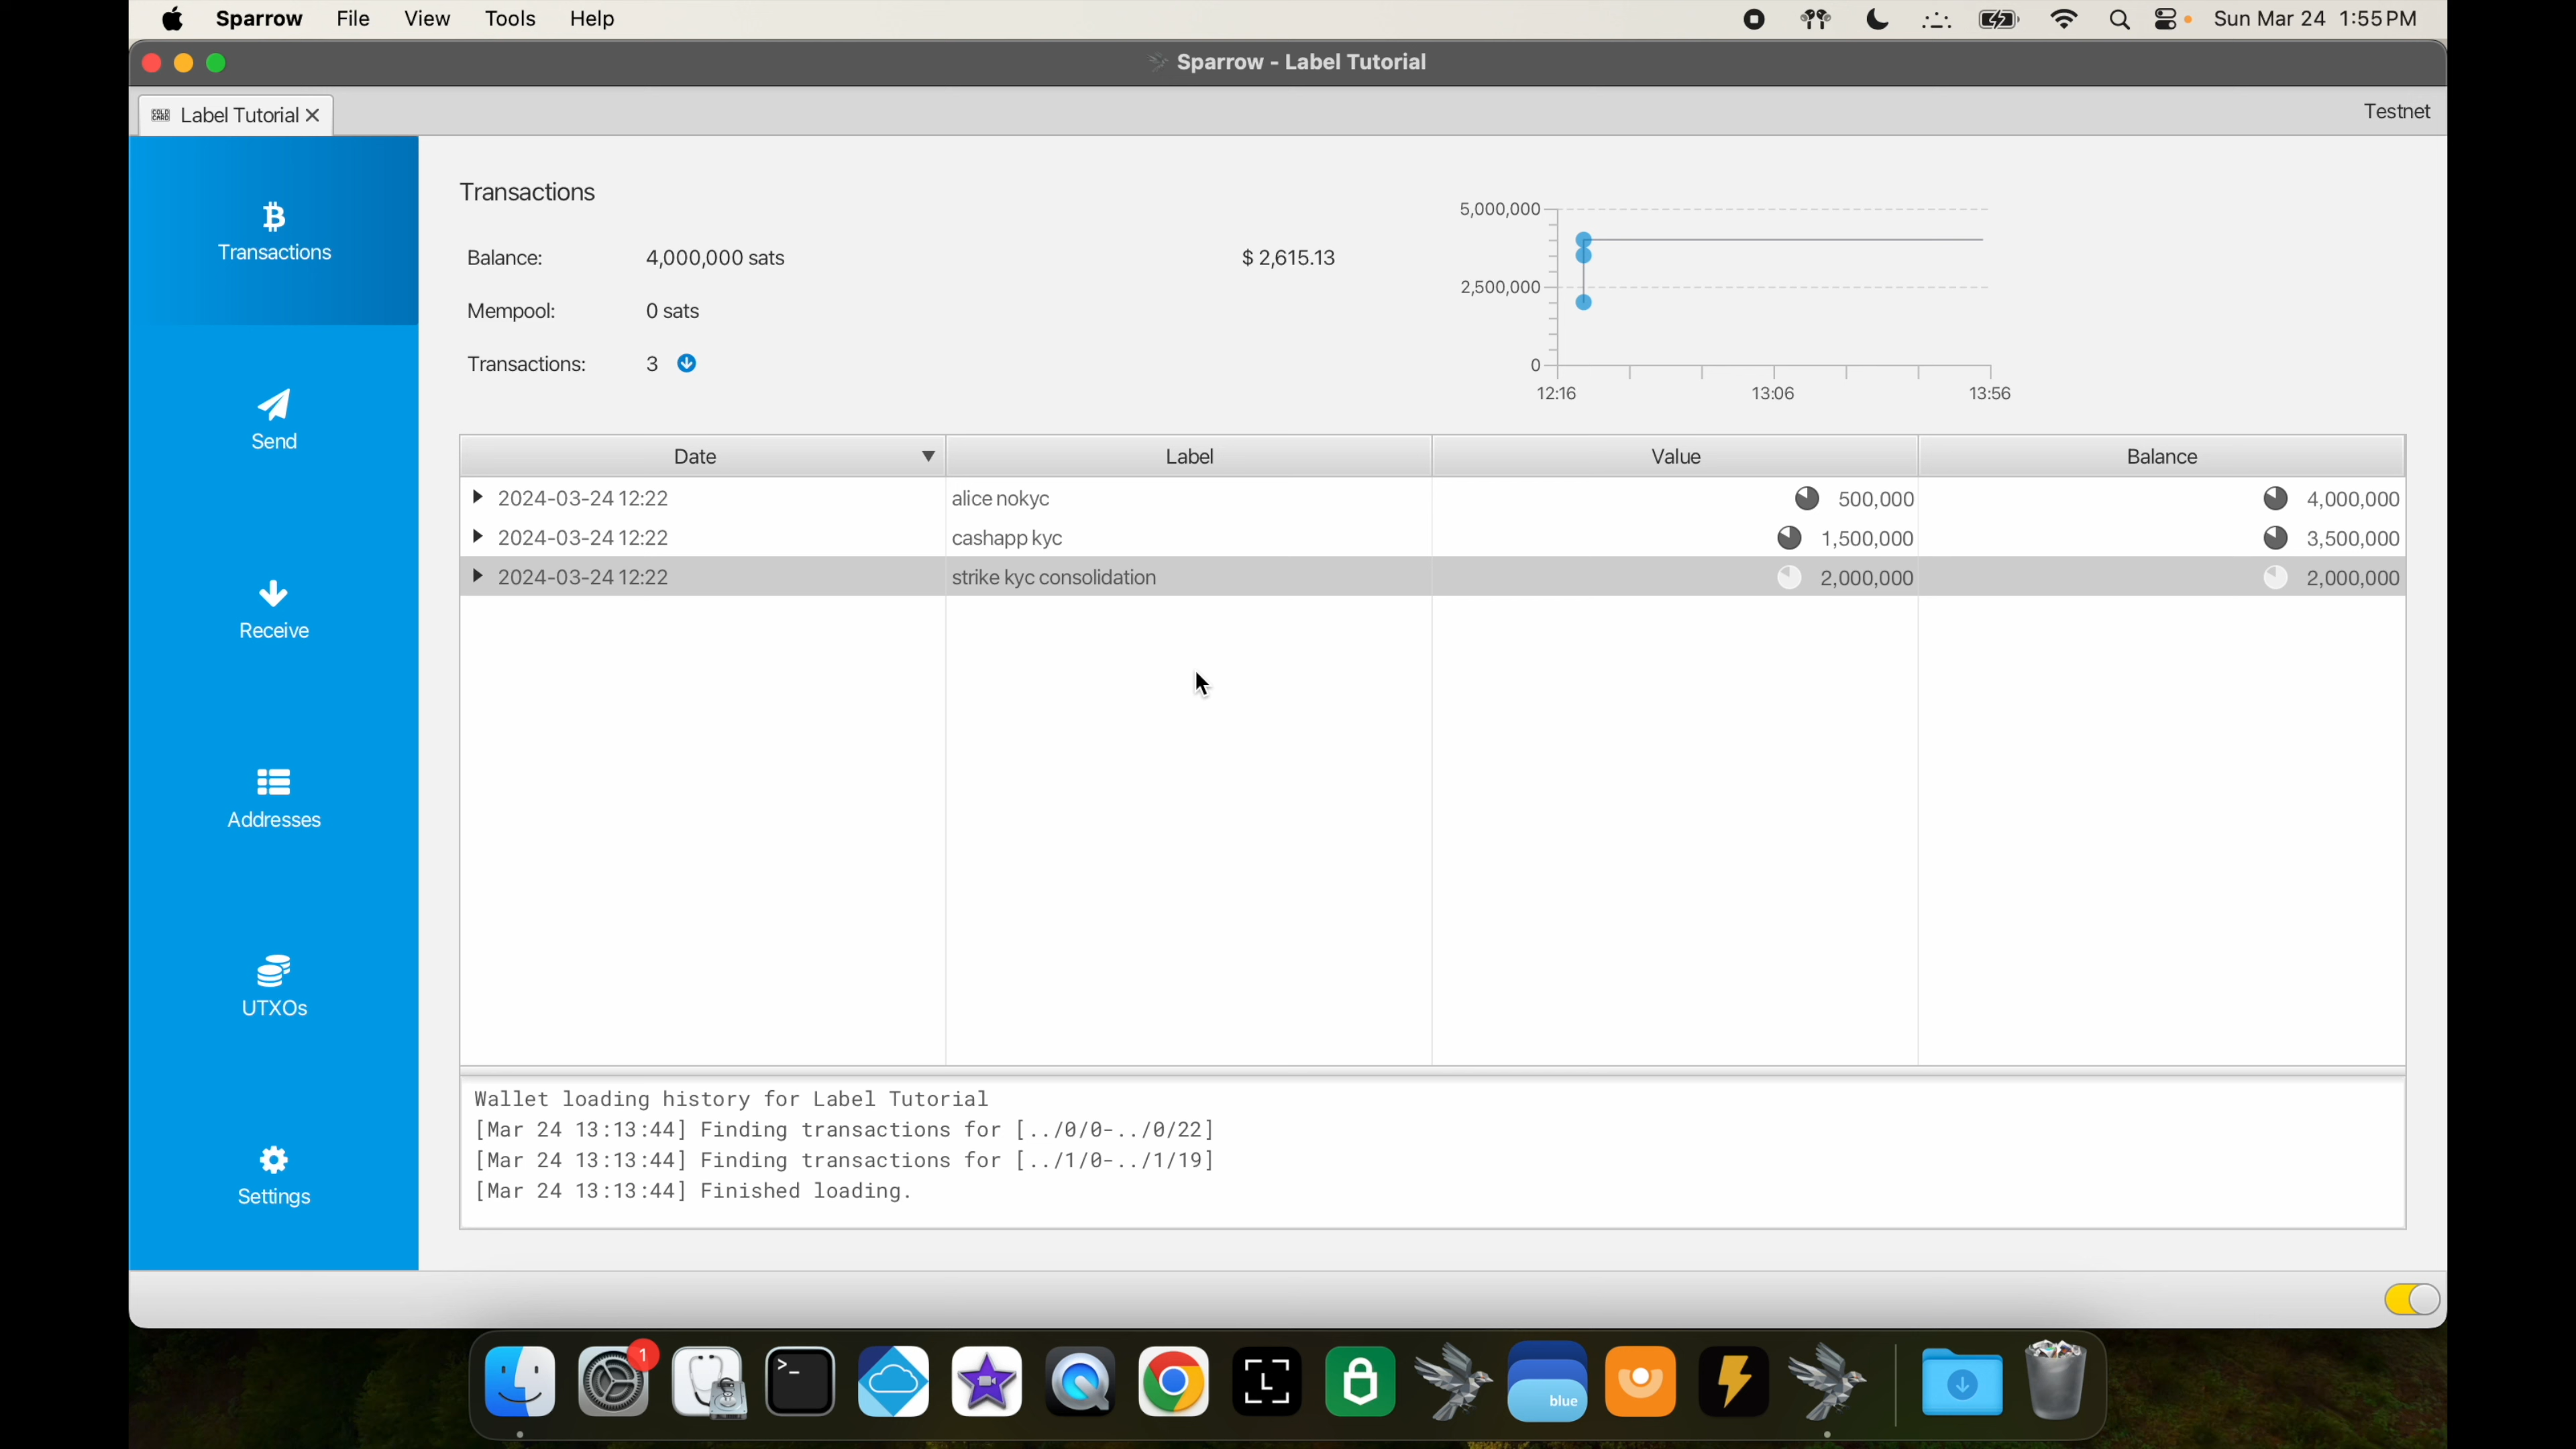 Sparrow File View Tools Help Sun Mar 24 1:55 PM
Sparrow - Label Tutorial
COLD CARD Label Tutorial Testnet
Transactions
Send
Receive
Addresses
UTXOs
Settings
Transactions
Balance: 4,000,000 sats $ 2,615.13
Mempool: 0 sats
Transactions: 3
5,000,000
2,500,000
0
12:16 13:06 13:56
Date Label Value Balance
2024-03-24 12:22 alice nokyc 500,000 4,000,000
2024-03-24 12:22 cashapp kyc 1,500,000 3,500,000
2024-03-24 12:22 strike kyc consolidation 2,000,000 2,000,000
Wallet loading history for Label Tutorial
[Mar 24 13:13:44] Finding transactions for [../0/0-../0/22]
[Mar 24 13:13:44] Finding transactions for [../1/0-../1/19]
[Mar 24 13:13:44] Finished loading.
1
>_
L
blue